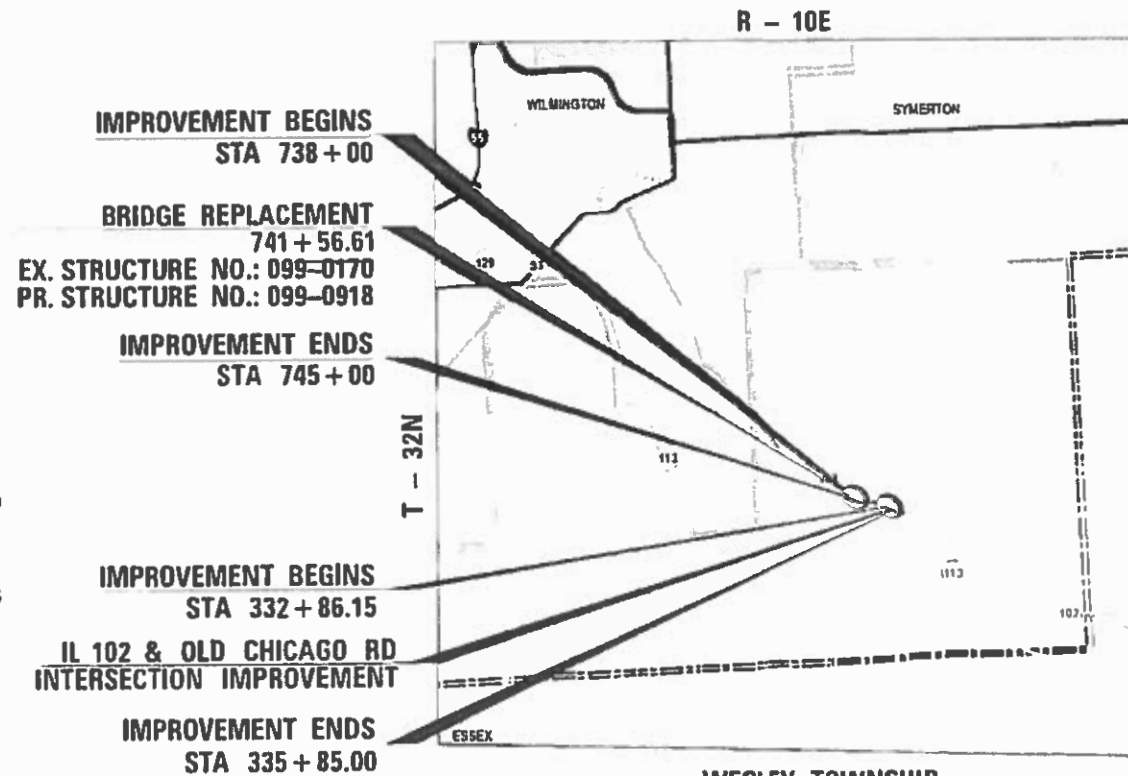 R – 10E
WILMINGTON
SYMERTON
IMPROVEMENT BEGINS
STA 738 + 00
BRIDGE REPLACEMENT
741 + 56.61
EX. STRUCTURE NO.: 099–0170
PR. STRUCTURE NO.: 099–0918
129
53
IMPROVEMENT ENDS
STA 745 + 00
T – 32N
113
113
102
IMPROVEMENT BEGINS
STA 332 + 86.15
IL 102 & OLD CHICAGO RD
INTERSECTION IMPROVEMENT
IMPROVEMENT ENDS
STA 335 + 85.00
ESSEX
WESLEY TOWNSHIP